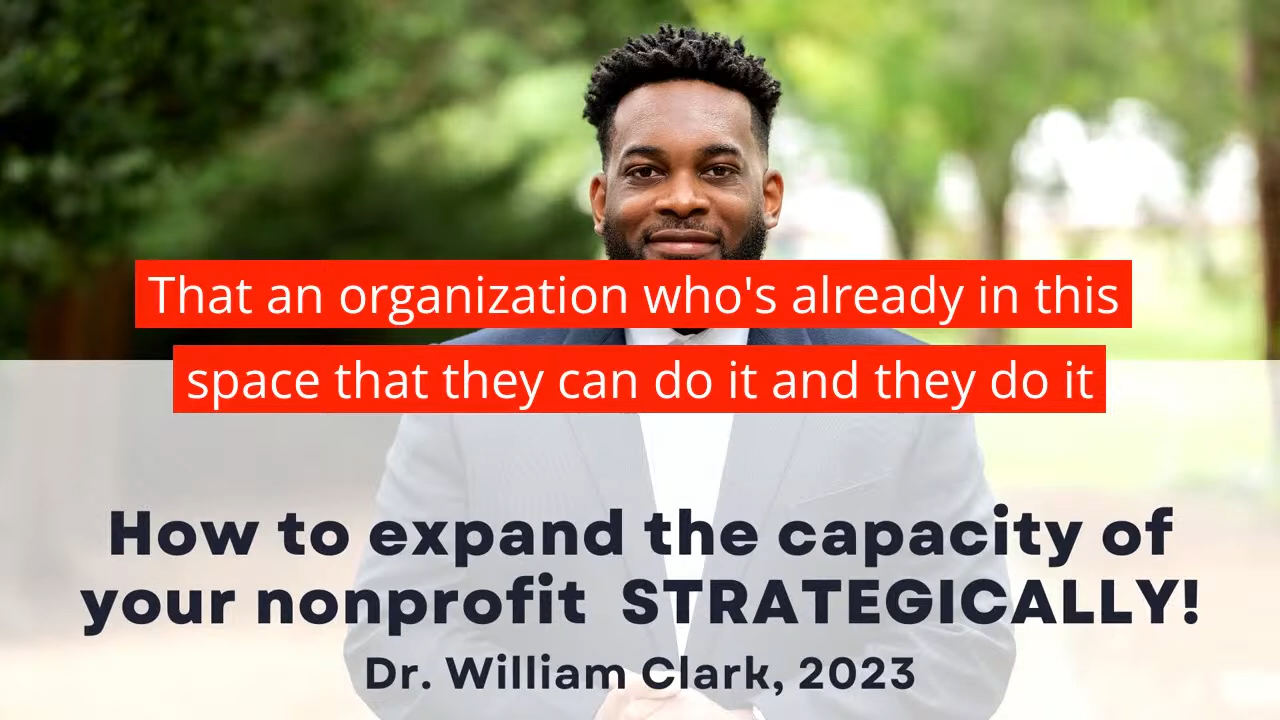 That an organization who's already in this
space that they can do it and they do it
How to expand the capacity of
your nonprofit STRATEGICALLY!
Dr. William Clark, 2023